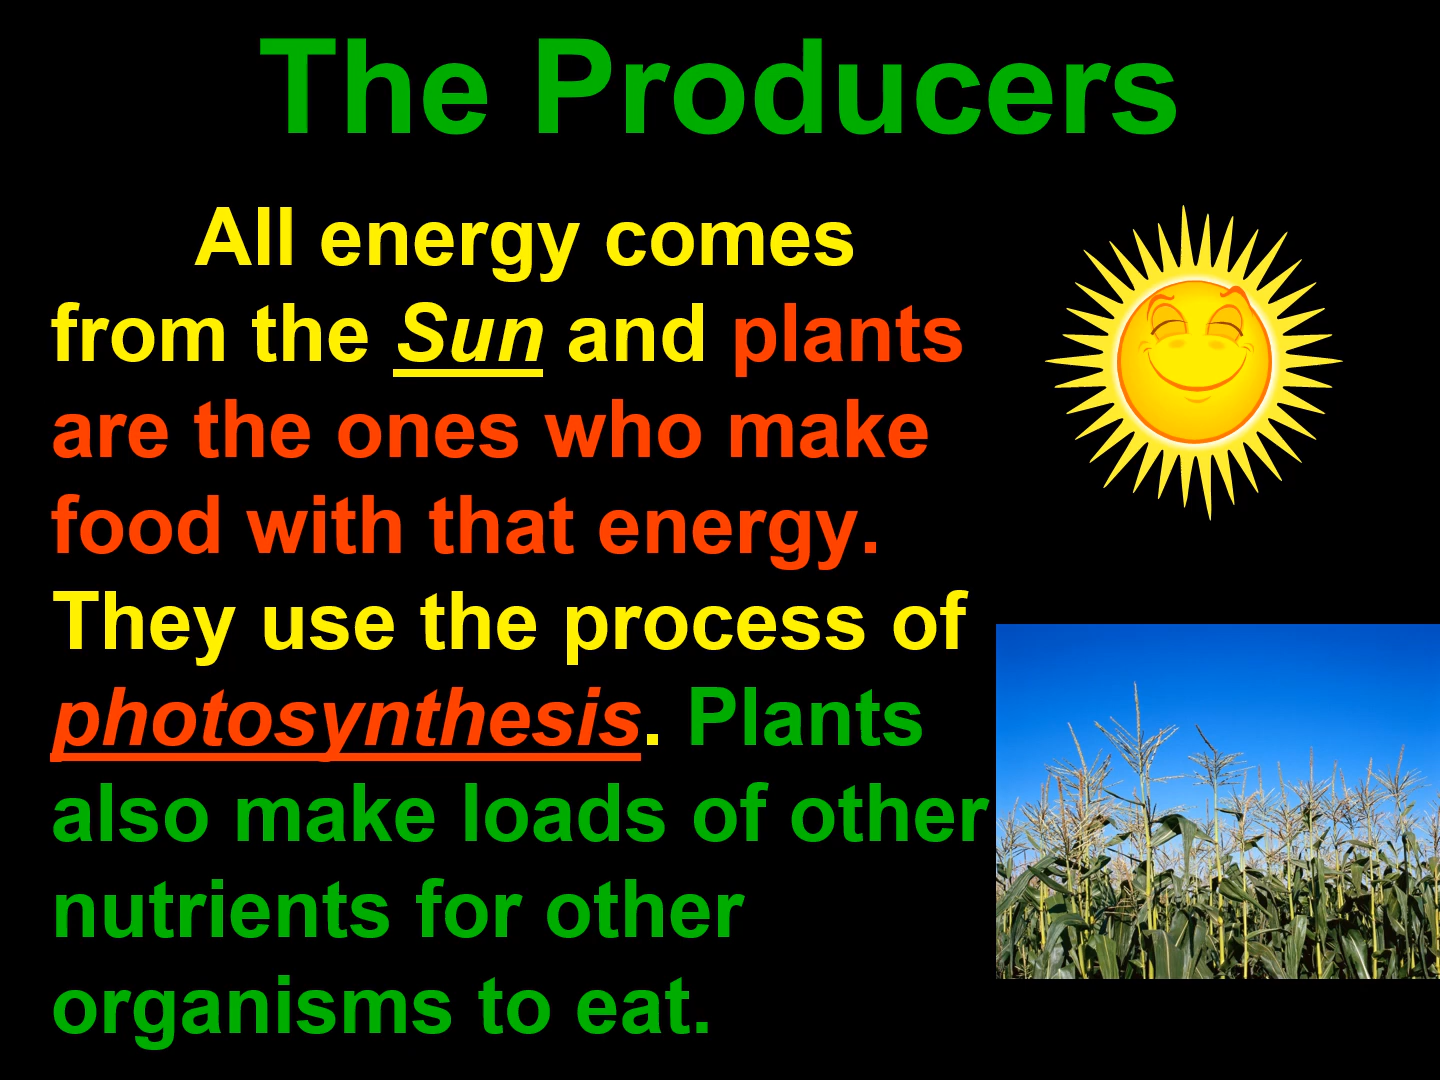 The Producers
All energy comes
from the Sun and plants
are the ones who make
food with that energy.
They use the process of
photosynthesis. Plants
also make loads of other
nutrients for other
organisms to eat.